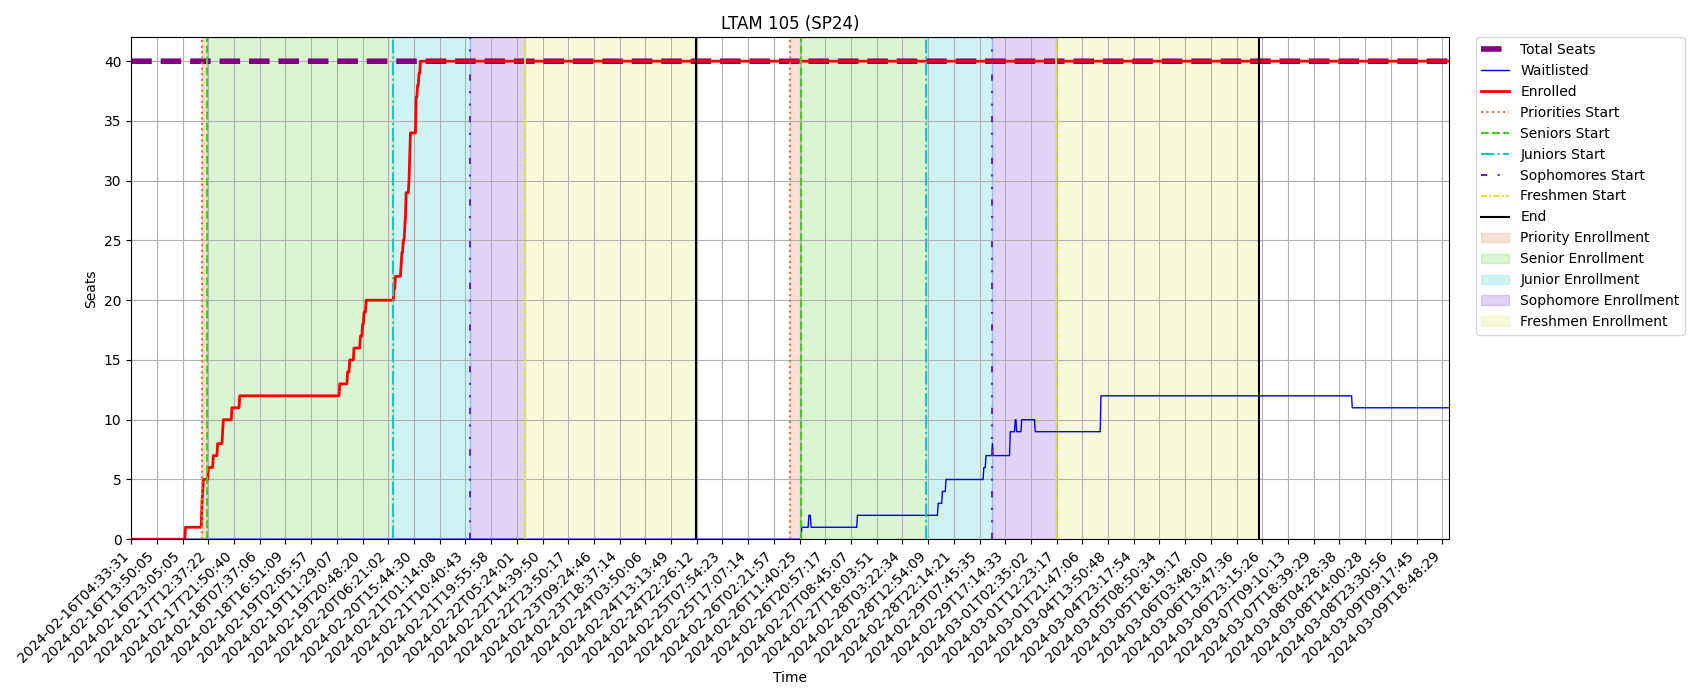 LTAM 105 (SP24)
Seats
40
35
30
25
20
15
10
5
0
2024-02-16T04:33:31
2024-02-16T13:50:05
2024-02-16T23:05:05
2024-02-17T12:37:22
2024-02-17T21:50:40
2024-02-18T07:37:06
2024-02-18T16:51:09
2024-02-19T02:05:57
2024-02-19T11:29:07
2024-02-19T20:48:20
2024-02-20T06:21:02
2024-02-20T15:44:30
2024-02-21T01:14:08
2024-02-21T10:40:43
2024-02-21T19:55:58
2024-02-22T05:24:01
2024-02-22T14:39:50
2024-02-22T23:50:17
2024-02-23T09:24:46
2024-02-23T18:37:14
2024-02-24T03:50:06
2024-02-24T13:13:49
2024-02-24T22:26:12
2024-02-25T07:54:23
2024-02-25T17:07:14
2024-02-26T02:21:57
2024-02-26T11:40:25
2024-02-26T20:57:17
2024-02-27T08:45:07
2024-02-27T18:03:51
2024-02-28T03:22:34
2024-02-28T12:54:09
2024-02-28T22:14:21
2024-02-29T07:45:35
2024-02-29T17:14:33
2024-03-01T02:35:02
2024-03-01T12:23:17
2024-03-01T21:47:06
2024-03-04T13:50:48
2024-03-04T23:17:54
2024-03-05T08:50:34
2024-03-05T18:19:17
2024-03-06T03:48:00
2024-03-06T13:47:36
2024-03-06T23:15:26
2024-03-07T09:10:13
2024-03-07T18:39:29
2024-03-08T04:28:38
2024-03-08T14:00:28
2024-03-08T23:30:56
2024-03-09T09:17:45
2024-03-09T18:48:29
Time
Total Seats
Waitlisted
Enrolled
Priorities Start
Seniors Start
Juniors Start
Sophomores Start
Freshmen Start
End
Priority Enrollment
Senior Enrollment
Junior Enrollment
Sophomore Enrollment
Freshmen Enrollment